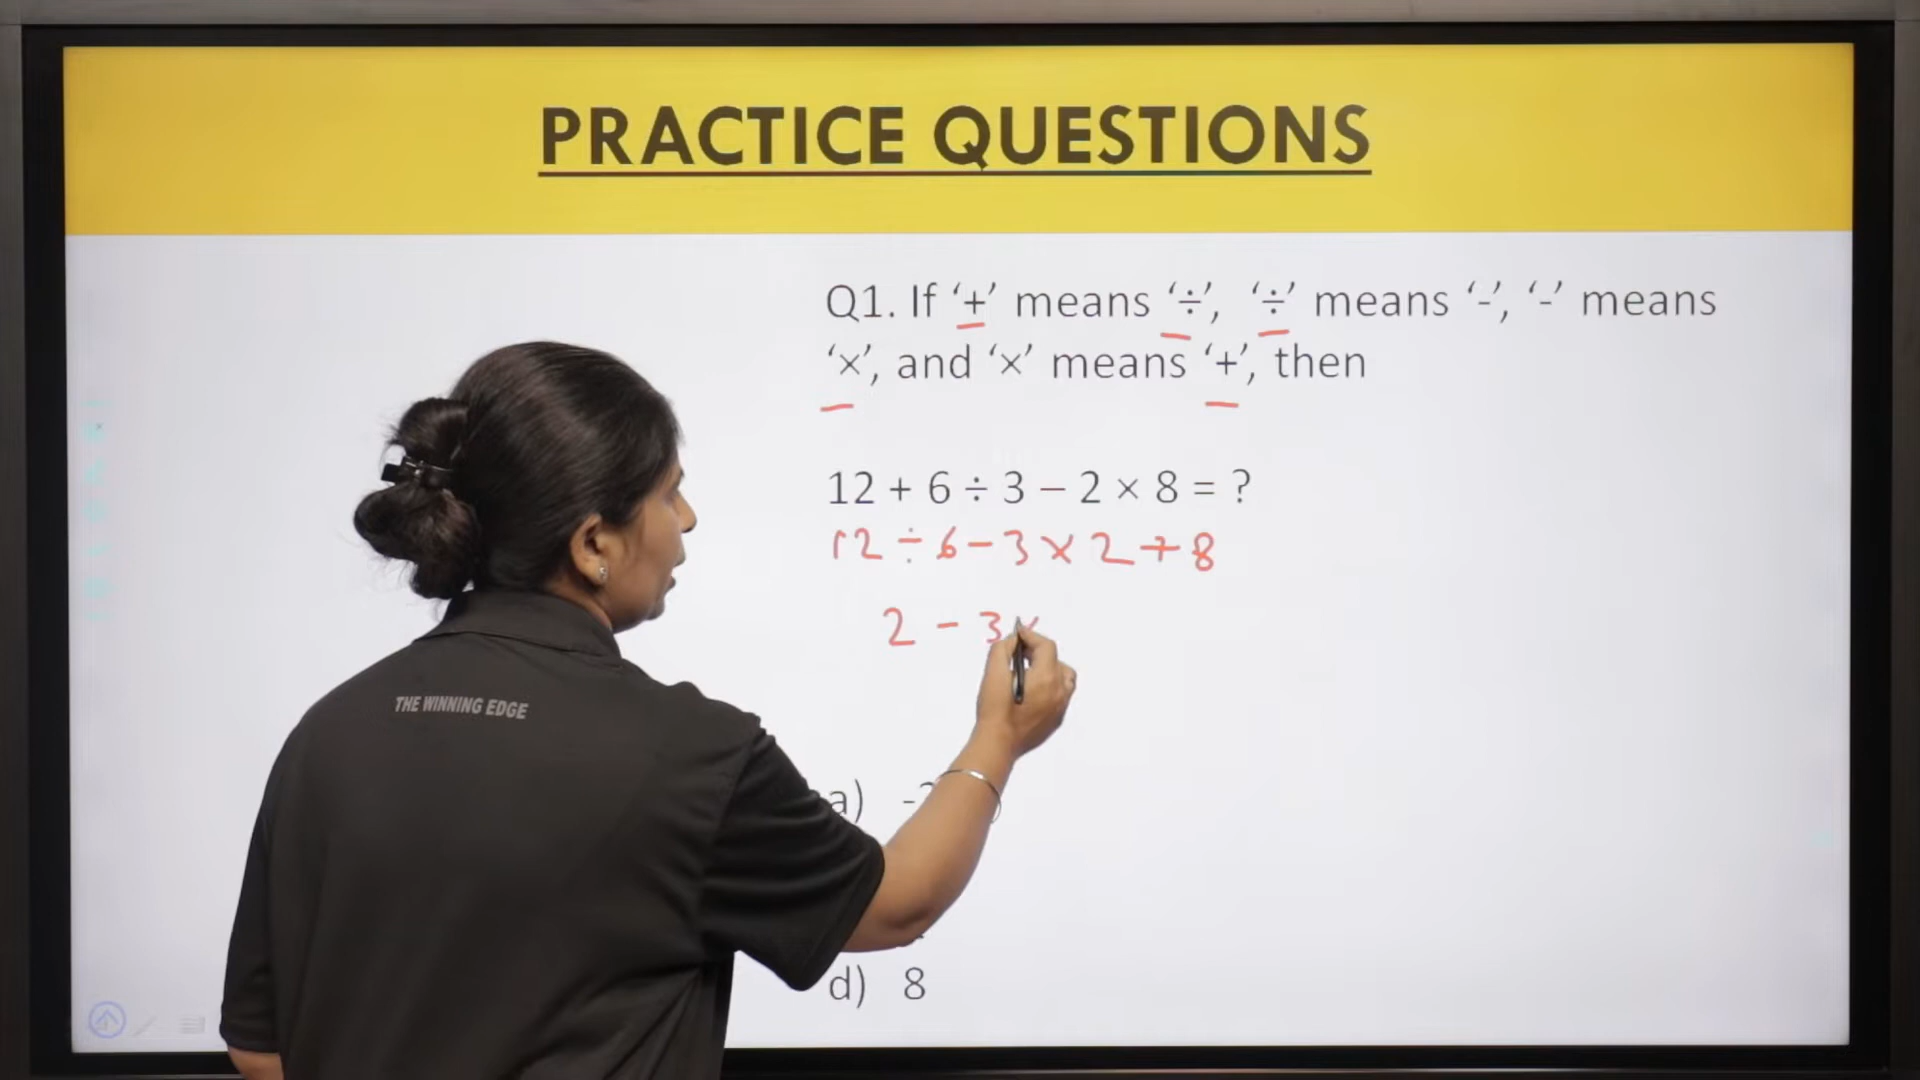 PRACTICE QUESTIONS
Q1. If ‘+’ means ‘÷’, ‘÷’ means ‘-’, ‘-’ means
‘×’, and ‘×’ means ‘+’, then
12 + 6 ÷ 3 – 2 × 8 = ?
12 ÷ 6 - 3 × 2 + 8
2 - 3 ×
THE WINNING EDGE
a)
d) 8